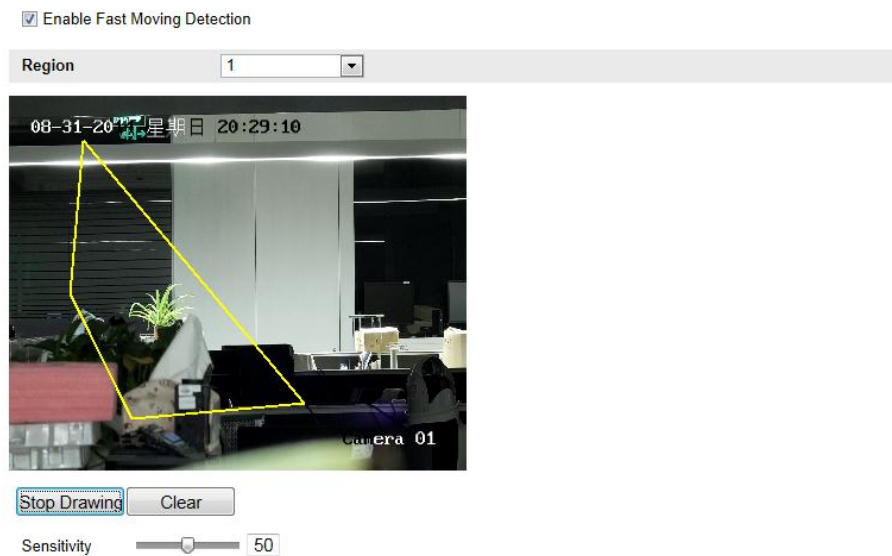 Enable Fast Moving Detection
Region 1
08-31-20 星期日 20:29:10
Camera 01
Stop Drawing Clear
Sensitivity 50